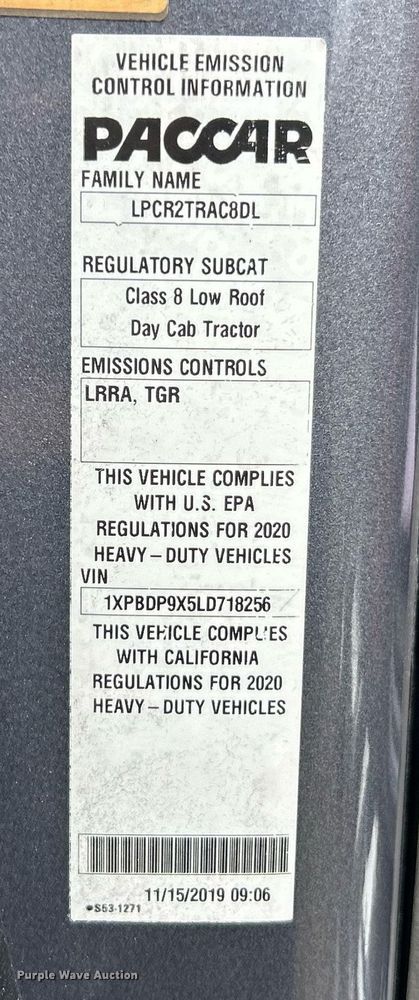 VEHICLE EMISSION
CONTROL INFORMATION
PACCAR
FAMILY NAME
LPCR2TRAC8DL
REGULATORY SUBCAT
Class 8 Low Roof
Day Cab Tractor
EMISSIONS CONTROLS
LRRA, TGR
THIS VEHICLE COMPLIES
WITH U.S. EPA
REGULATIONS FOR 2020
HEAVY – DUTY VEHICLES
VIN
1XPBDP9X5LD718256
THIS VEHICLE COMPLIES
WITH CALIFORNIA
REGULATIONS FOR 2020
HEAVY – DUTY VEHICLES
11/15/2019 09:06
S53-1271
Purple Wave Auction